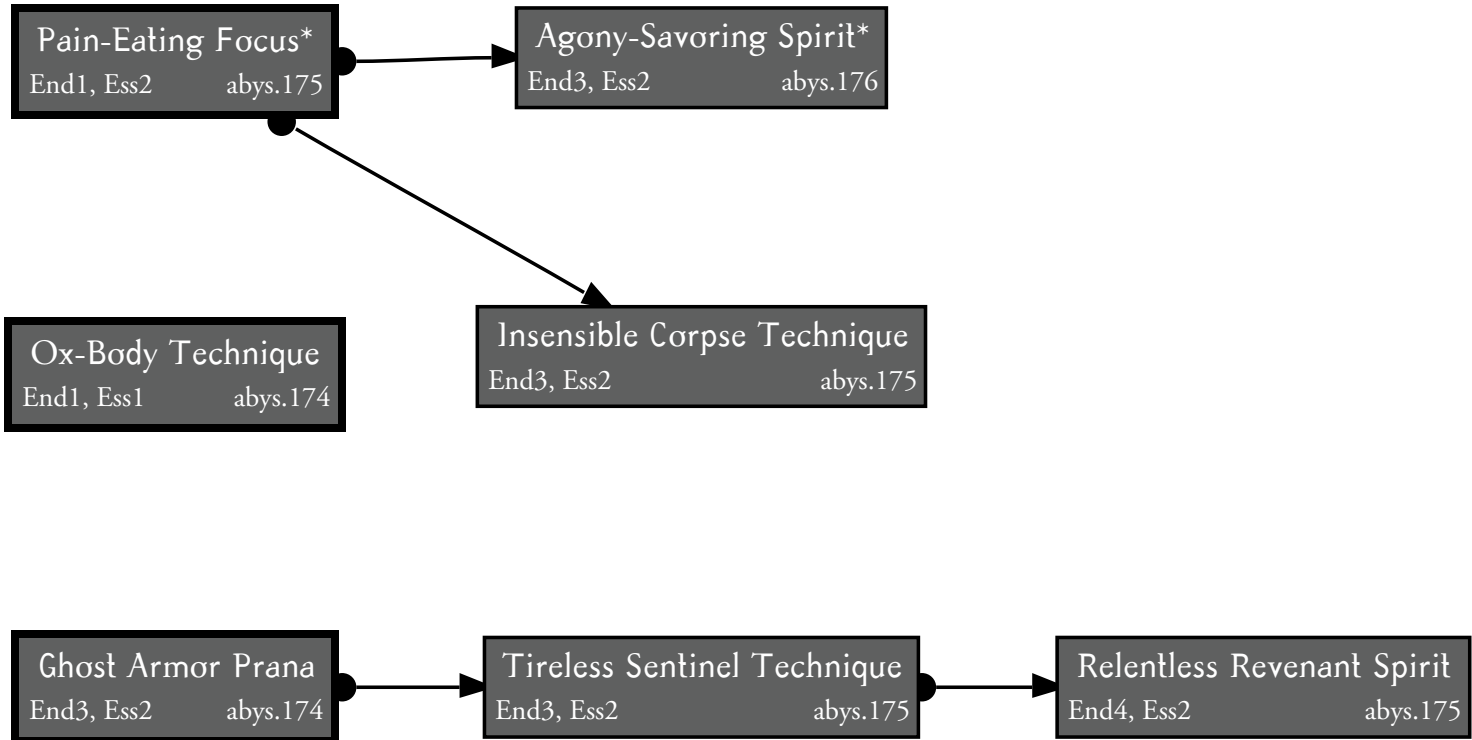 Pain-Eating Focus*
End1, Ess2 abys.175
Agony-Savoring Spirit*
End3, Ess2 abys.176
Ox-Body Technique
End1, Ess1 abys.174
Insensible Corpse Technique
End3, Ess2 abys.175
Ghost Armor Prana
End3, Ess2 abys.174
Tireless Sentinel Technique
End3, Ess2 abys.175
Relentless Revenant Spirit
End4, Ess2 abys.175